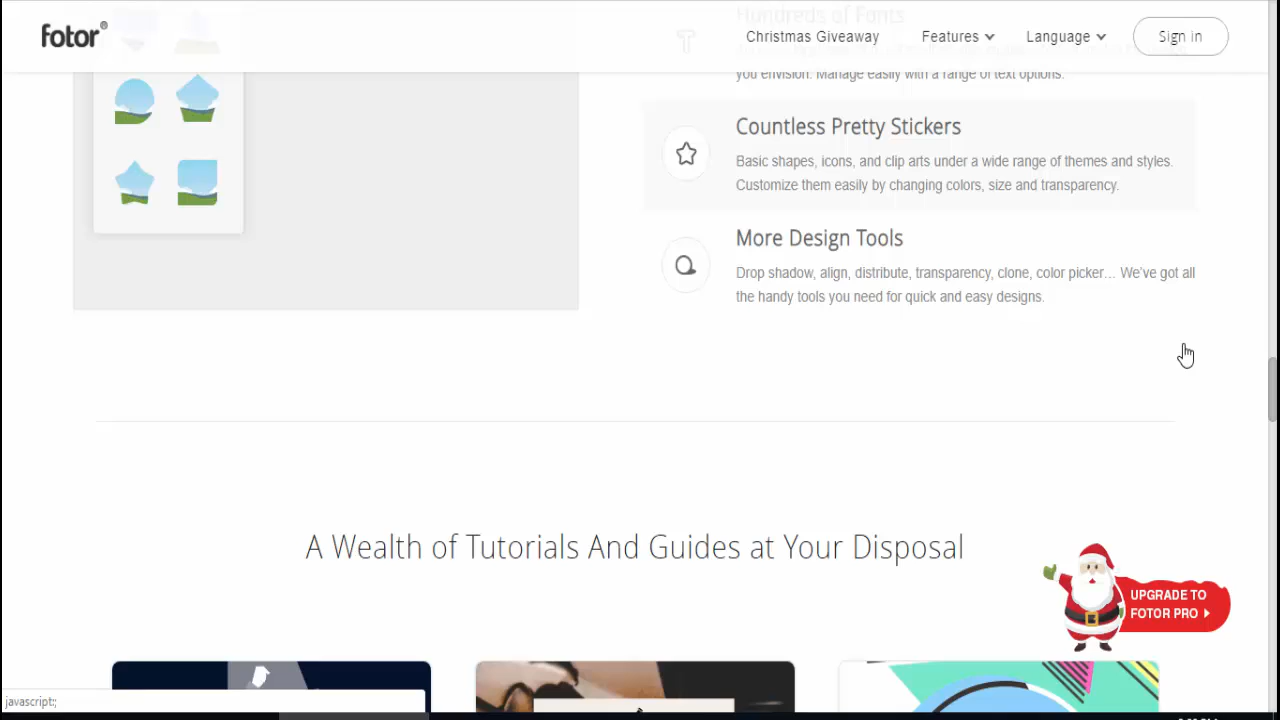 fotor®
Christmas Giveaway
Features
Language
Sign in
Hundreds of Fonts
you envision. Manage easily with a range of text options.
Countless Pretty Stickers
Basic shapes, icons, and clip arts under a wide range of themes and styles.
Customize them easily by changing colors, size and transparency.
More Design Tools
Drop shadow, align, distribute, transparency, clone, color picker... We've got all
the handy tools you need for quick and easy designs.
A Wealth of Tutorials And Guides at Your Disposal
UPGRADE TO
FOTOR PRO
javascript:;